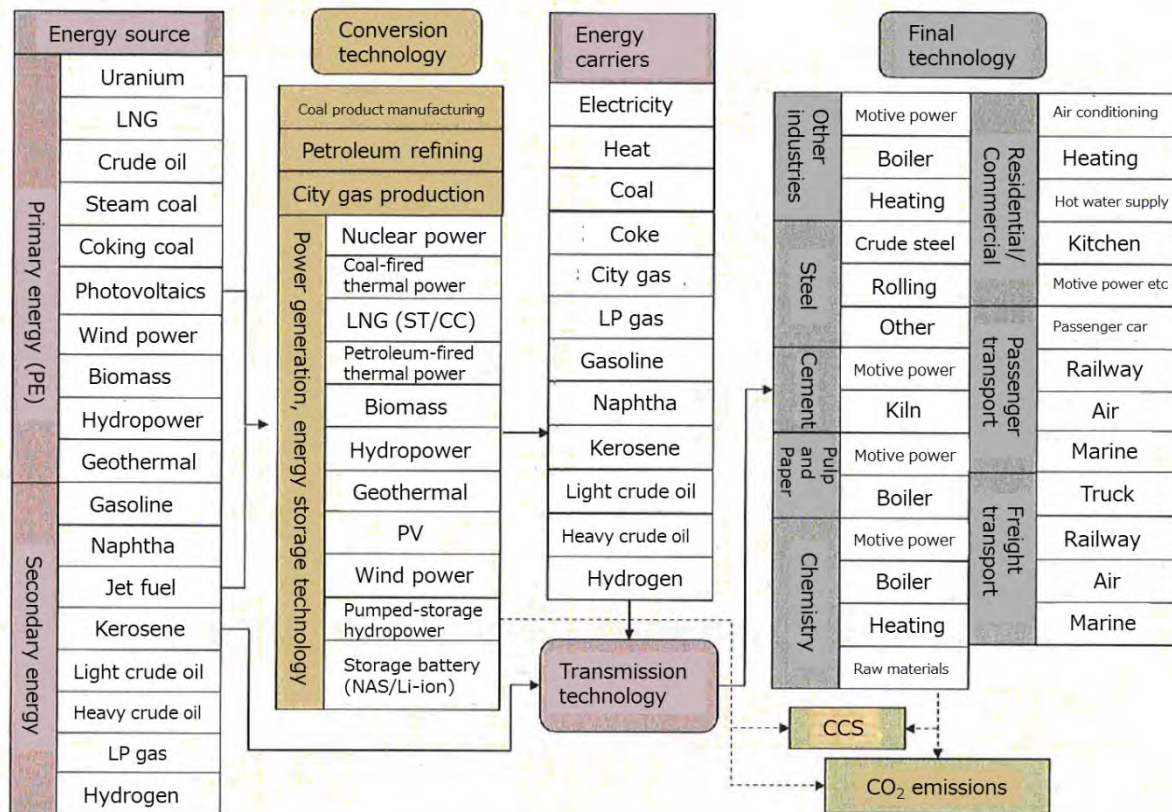 Energy source
Primary energy (PE)
Uranium
LNG
Crude oil
Steam coal
Coking coal
Photovoltaics
Wind power
Biomass
Hydropower
Geothermal
Secondary energy
Gasoline
Naphtha
Jet fuel
Kerosene
Light crude oil
Heavy crude oil
LP gas
Hydrogen
Conversion
technology
Coal product manufacturing
Petroleum refining
City gas production
Power generation, energy storage technology
Nuclear power
Coal-fired
thermal power
LNG (ST/CC)
Petroleum-fired
thermal power
Biomass
Hydropower
Geothermal
PV
Wind power
Pumped-storage
hydropower
Storage battery
(NAS/Li-ion)
Energy
carriers
Electricity
Heat
Coal
Coke
City gas
LP gas
Gasoline
Naphtha
Kerosene
Light crude oil
Heavy crude oil
Hydrogen
Transmission
technology
Final
technology
Other
industries
Motive power
Boiler
Heating
Steel
Crude steel
Rolling
Other
Cement
Motive power
Kiln
Pulp
and
Paper
Motive power
Boiler
Chemistry
Motive power
Boiler
Heating
Raw materials
Residential/
Commercial
Air conditioning
Heating
Hot water supply
Kitchen
Motive power etc
Passenger
transport
Passenger car
Railway
Air
Marine
Freight
transport
Truck
Railway
Air
Marine
CCS
CO₂ emissions